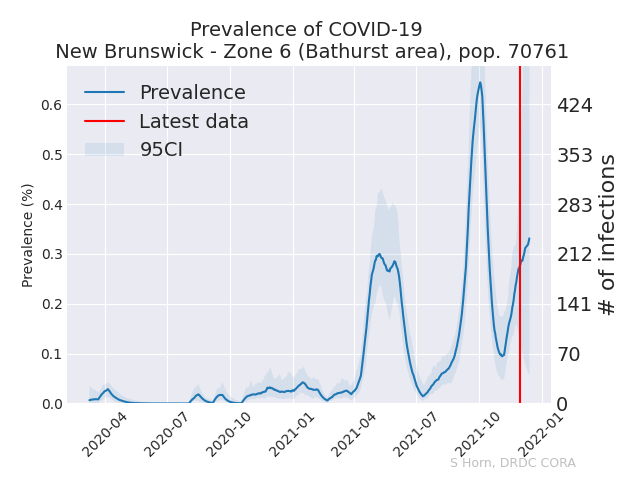 Prevalence of COVID-19
New Brunswick - Zone 6 (Bathurst area), pop. 70761
Prevalence
Latest data
95CI
Prevalence (%)
0.6
0.5
0.4
0.3
0.2
0.1
0.0
424
353
283
212
141
70
0
# of infections
2020-04
2020-07
2020-10
2021-01
2021-04
2021-07
2021-10
2022-01
S Horn, DRDC CORA